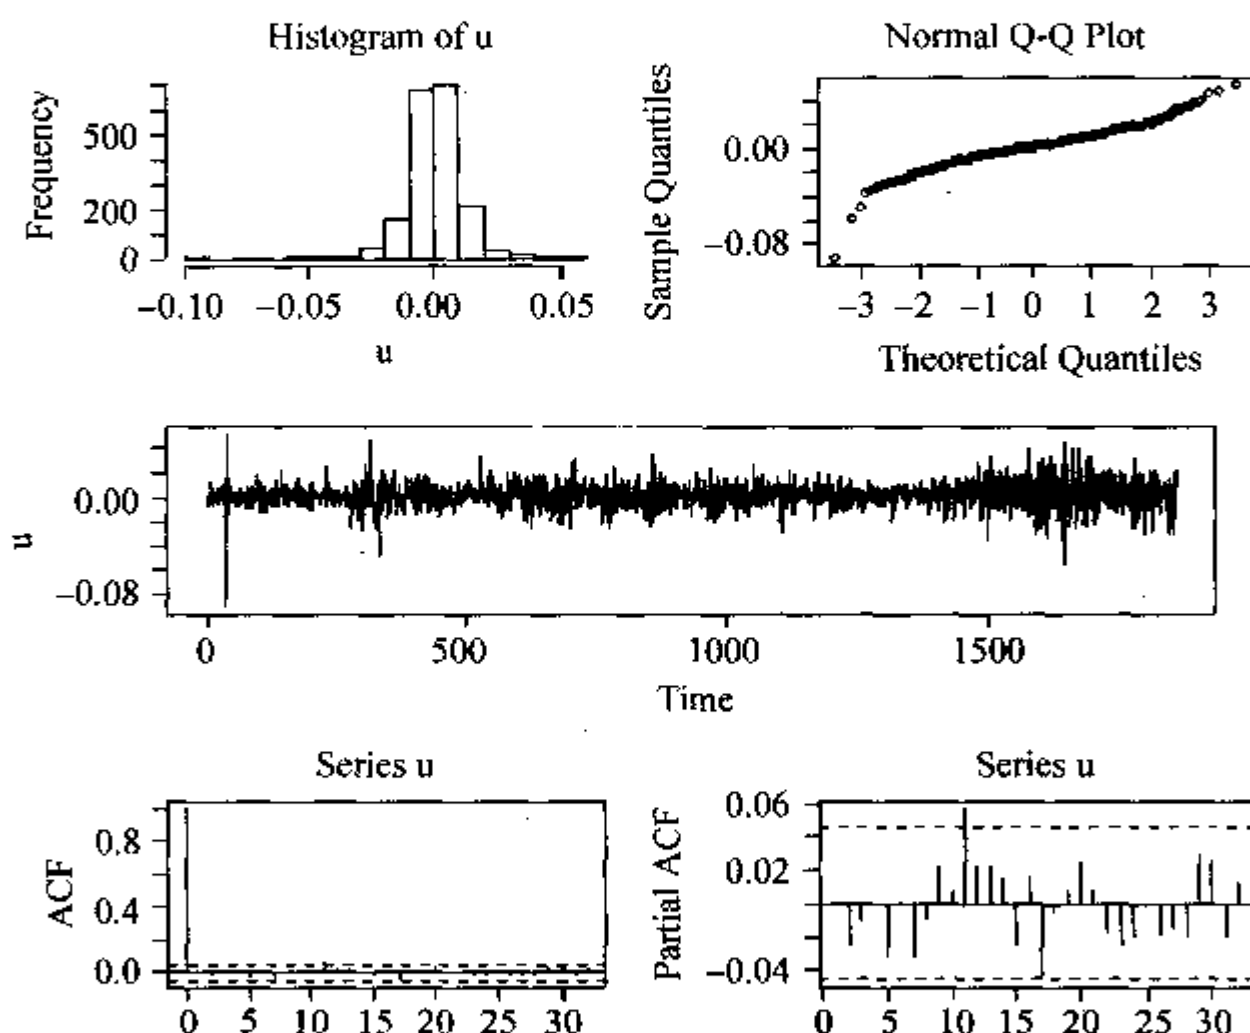 Histogram of u
Frequency
500
200
0
-0.10 -0.05 0.00 0.05
u
Normal Q-Q Plot
Sample Quantiles
0.00
-0.08
-3 -2 -1 0 1 2 3
Theoretical Quantiles
u
0.00
-0.08
0 500 1000 1500
Time
Series u
ACF
0.8
0.4
0.0
0 5 10 15 20 25 30
Series u
Partial ACF
0.06
0.02
-0.04
0 5 10 15 20 25 30